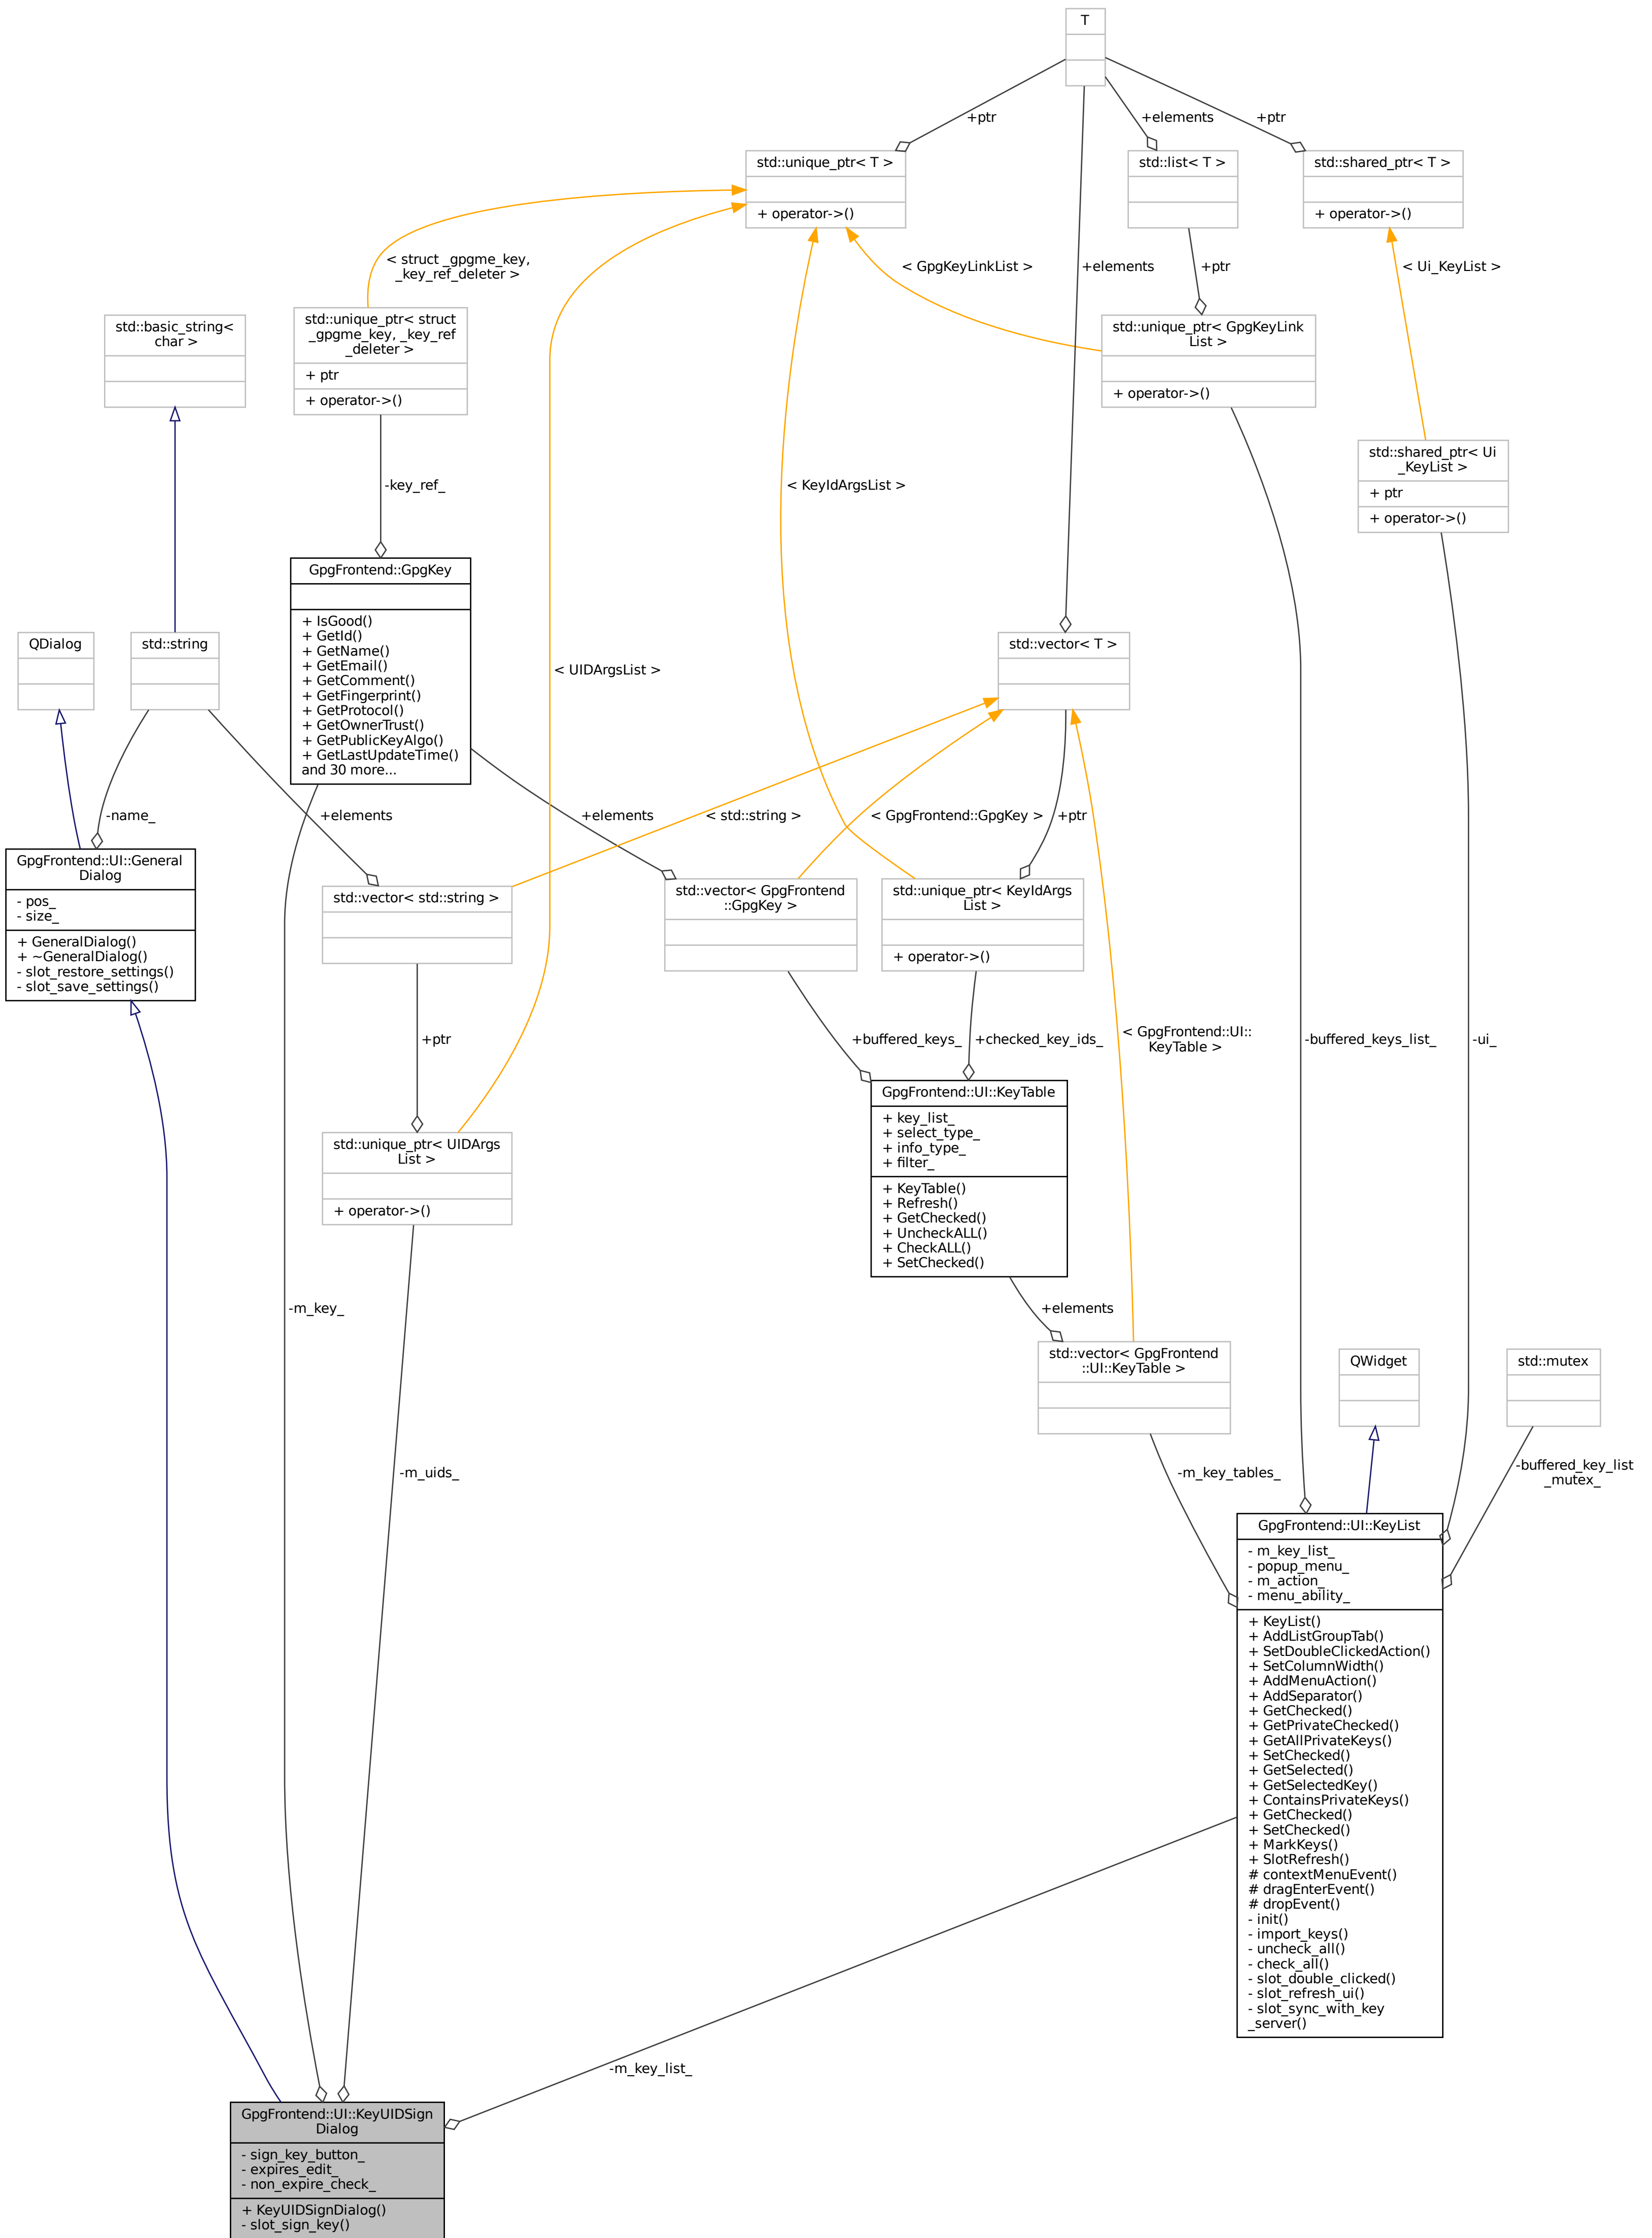 T
+ptr
+elements
+ptr
std::unique_ptr< T >
+ operator->()
std::list< T >
std::shared_ptr< T >
+ operator->()
< struct _gpgme_key,
_key_ref_deleter >
< GpgKeyLinkList >
+elements
+ptr
< Ui_KeyList >
std::basic_string<
char >
std::unique_ptr< struct
_gpgme_key, _key_ref
_deleter >
+ ptr
+ operator->()
std::unique_ptr< GpgKeyLink
List >
+ operator->()
std::shared_ptr< Ui
_KeyList >
+ ptr
+ operator->()
-key_ref_
< KeyIdArgsList >
GpgFrontend::GpgKey
+ IsGood()
+ GetId()
+ GetName()
+ GetEmail()
+ GetComment()
+ GetFingerprint()
+ GetProtocol()
+ GetOwnerTrust()
+ GetPublicKeyAlgo()
+ GetLastUpdateTime()
and 30 more...
QDialog
std::string
< UIDArgsList >
std::vector< T >
-name_
+elements
+elements
< std::string >
< GpgFrontend::GpgKey >
+ptr
GpgFrontend::UI::General
Dialog
- pos_
- size_
+ GeneralDialog()
+ ~GeneralDialog()
- slot_restore_settings()
- slot_save_settings()
std::vector< std::string >
std::vector< GpgFrontend
::GpgKey >
std::unique_ptr< KeyIdArgs
List >
+ operator->()
+ptr
+buffered_keys_
+checked_key_ids_
< GpgFrontend::UI::
KeyTable >
-buffered_keys_list_
-ui_
std::unique_ptr< UIDArgs
List >
+ operator->()
GpgFrontend::UI::KeyTable
+ key_list_
+ select_type_
+ info_type_
+ filter_
+ KeyTable()
+ Refresh()
+ GetChecked()
+ UncheckALL()
+ CheckALL()
+ SetChecked()
-m_key_
+elements
std::vector< GpgFrontend
::UI::KeyTable >
QWidget
std::mutex
-m_uids_
-m_key_tables_
-buffered_key_list
_mutex_
GpgFrontend::UI::KeyList
- m_key_list_
- popup_menu_
- m_action_
- menu_ability_
+ KeyList()
+ AddListGroupTab()
+ SetDoubleClickedAction()
+ SetColumnWidth()
+ AddMenuAction()
+ AddSeparator()
+ GetChecked()
+ GetPrivateChecked()
+ GetAllPrivateKeys()
+ SetChecked()
+ GetSelected()
+ GetSelectedKey()
+ ContainsPrivateKeys()
+ GetChecked()
+ SetChecked()
+ MarkKeys()
+ SlotRefresh()
# contextMenuEvent()
# dragEnterEvent()
# dropEvent()
- init()
- import_keys()
- uncheck_all()
- check_all()
- slot_double_clicked()
- slot_refresh_ui()
- slot_sync_with_key
_server()
-m_key_list_
GpgFrontend::UI::KeyUIDSign
Dialog
- sign_key_button_
- expires_edit_
- non_expire_check_
+ KeyUIDSignDialog()
- slot_sign_key()